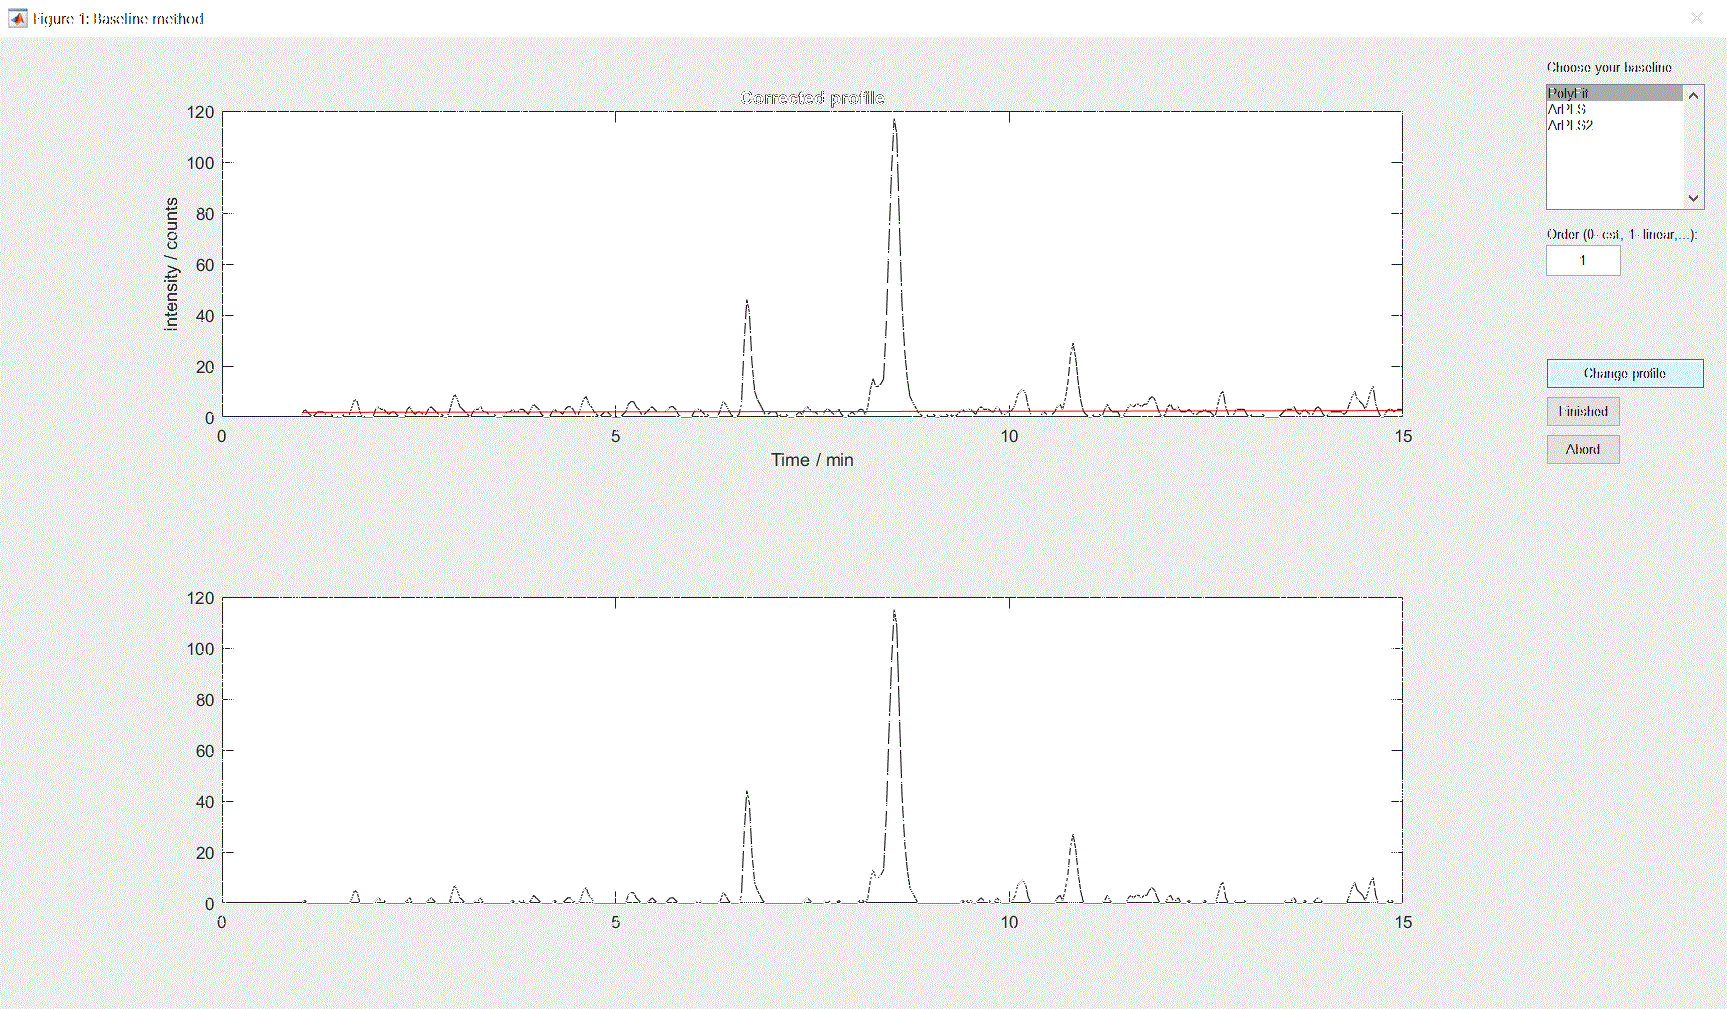 Figure 1: Baseline method
Choose your baseline
PolyFit
ArPLS
ArPLS2
Order (0- cst, 1- linear,...):
1
Change profile
Finished
Abord
Corrected profile
120
100
80
60
40
20
0
intensity / counts
0 5 10 15
Time / min
120
100
80
60
40
20
0
0 5 10 15